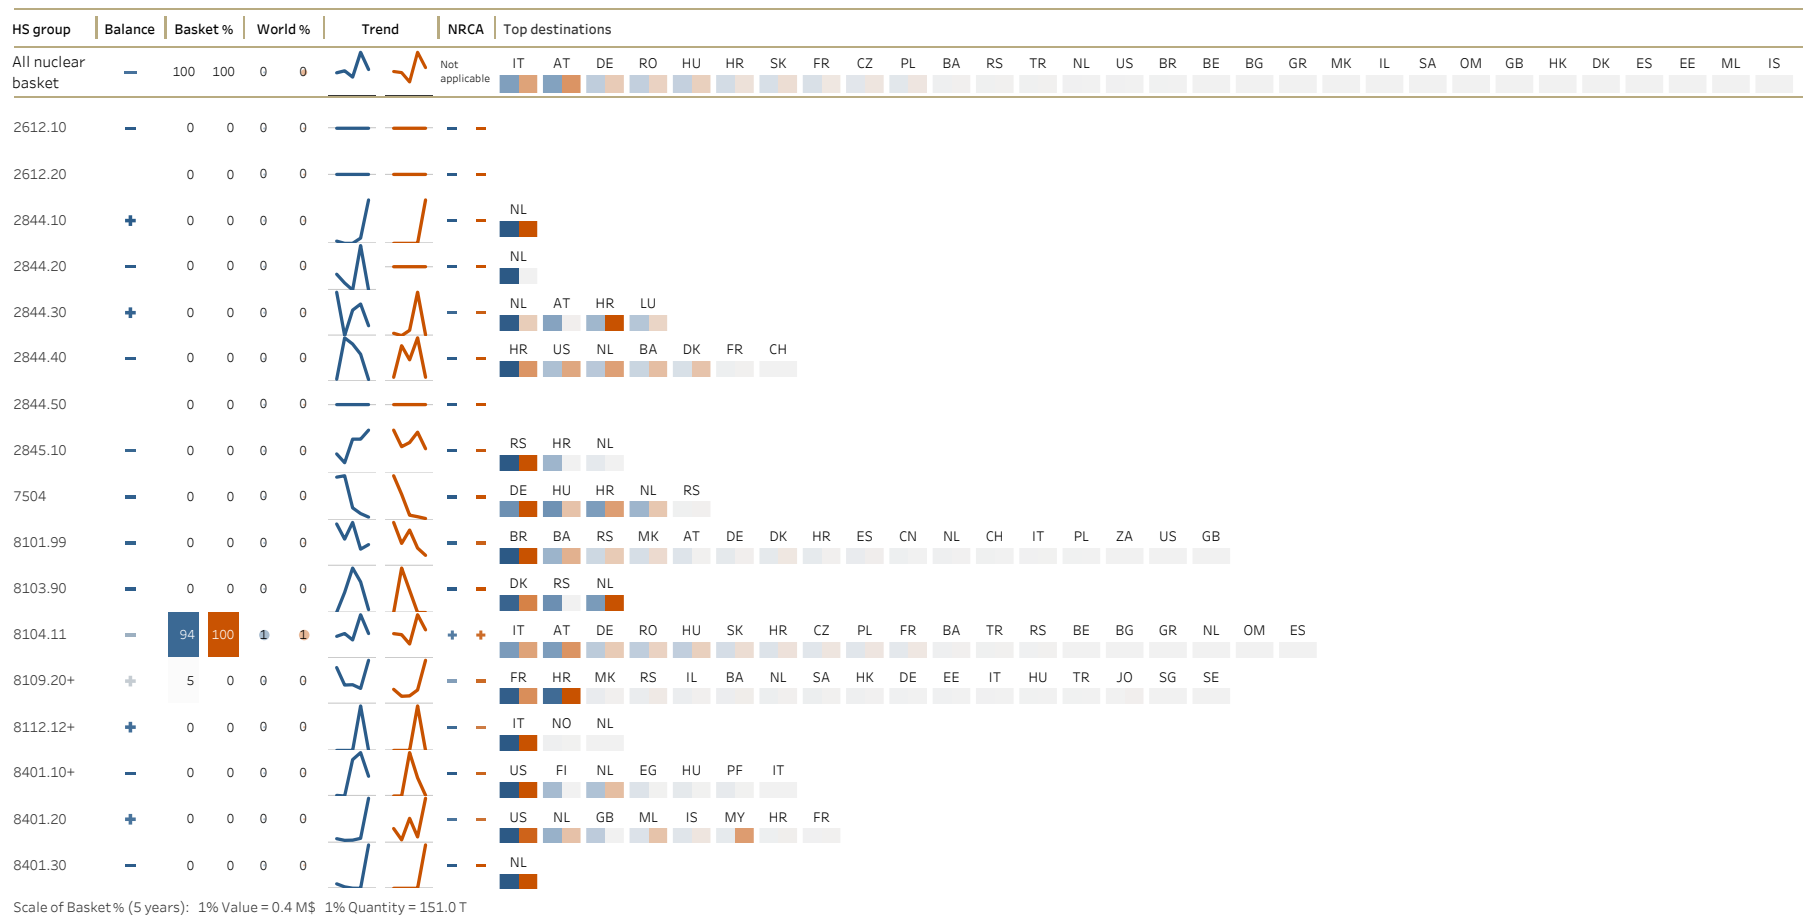 HS group Balance Basket % World % Trend NRCA Top destinations
All nuclear basket 100 100 0 0 Not applicable IT AT DE RO HU HR SK FR CZ PL BA RS TR NL US BR BE BG GR MK IL SA OM GB HK DK ES EE ML IS
2612.10 0 0 0 0
2612.20 0 0 0 0
2844.10 0 0 0 0 NL
2844.20 0 0 0 0 NL
2844.30 0 0 0 0 NL AT HR LU
2844.40 0 0 0 0 HR US NL BA DK FR CH
2844.50 0 0 0 0
2845.10 0 0 0 0 RS HR NL
7504 0 0 0 0 DE HU HR NL RS
8101.99 0 0 0 0 BR BA RS MK AT DE DK HR ES CN NL CH IT PL ZA US GB
8103.90 0 0 0 0 DK RS NL
8104.11 94 100 1 1 IT AT DE RO HU SK HR CZ PL FR BA TR RS BE BG GR NL OM ES
8109.20+ 5 0 0 0 FR HR MK RS IL BA NL SA HK DE EE IT HU TR JO SG SE
8112.12+ 0 0 0 0 IT NO NL
8401.10+ 0 0 0 0 US FI NL EG HU PF IT
8401.20 0 0 0 0 US NL GB ML IS MY HR FR
8401.30 0 0 0 0 NL
Scale of Basket% (5 years): 1% Value = 0.4 M$ 1% Quantity = 151.0 T